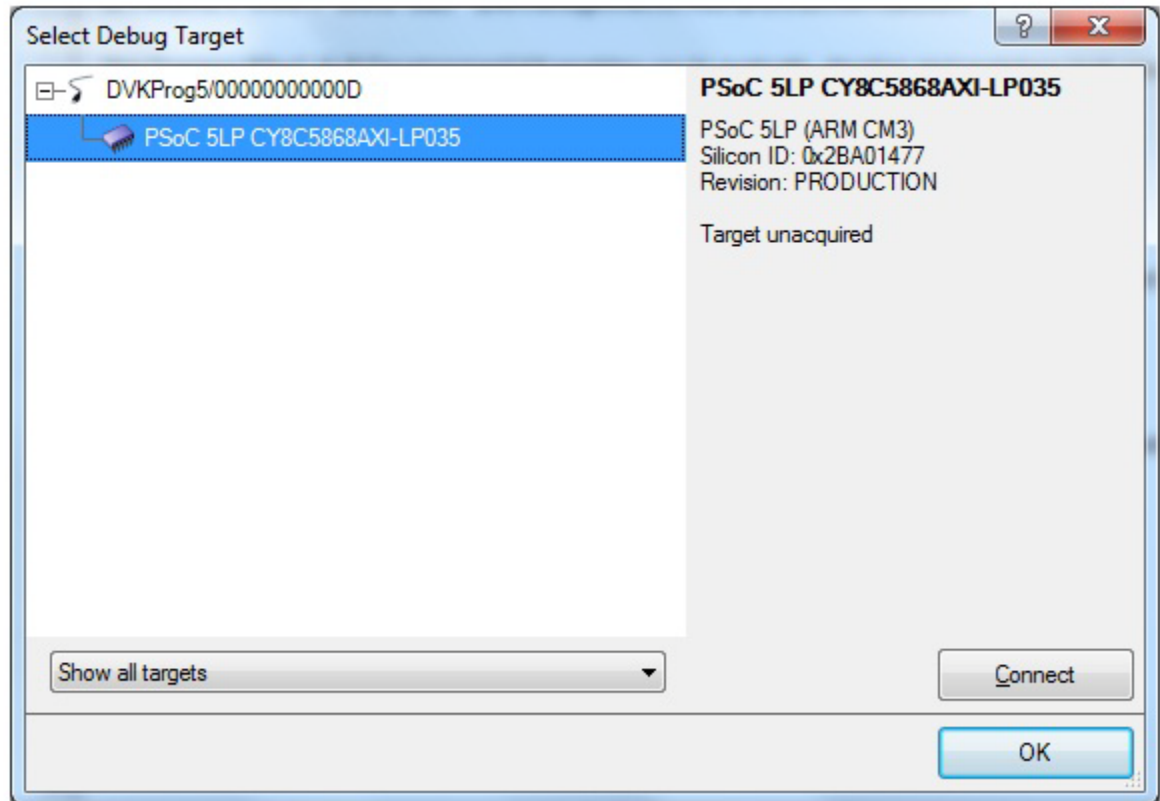 Select Debug Target
DVKProg5/00000000000D
PSoC 5LP CY8C5868AXI-LP035
PSoC 5LP CY8C5868AXI-LP035
PSoC 5LP (ARM CM3)
Silicon ID: 0x2BA01477
Revision: PRODUCTION
Target unacquired
Show all targets
Connect
OK